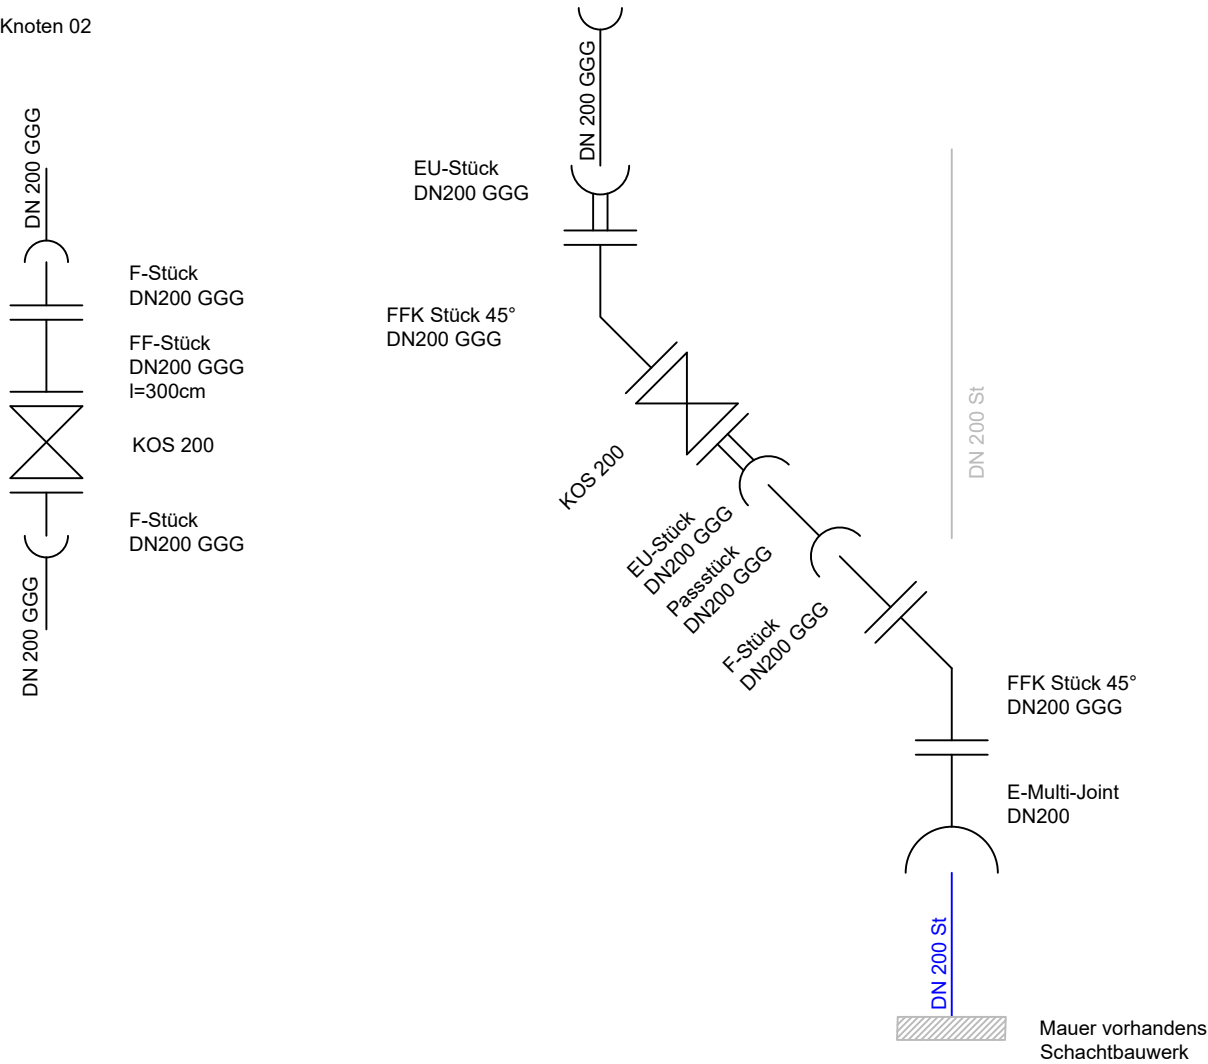 Knoten 02
DN 200 GGG
F-Stück
DN200 GGG
FF-Stück
DN200 GGG
l=300cm
KOS 200
F-Stück
DN200 GGG
DN 200 GGG
DN 200 GGG
EU-Stück
DN200 GGG
FFK Stück 45°
DN200 GGG
KOS 200
EU-Stück
DN200 GGG
Passstück
DN200 GGG
F-Stück
DN200 GGG
DN 200 St
FFK Stück 45°
DN200 GGG
E-Multi-Joint
DN200
DN 200 St
Mauer vorhandens
Schachtbauwerk